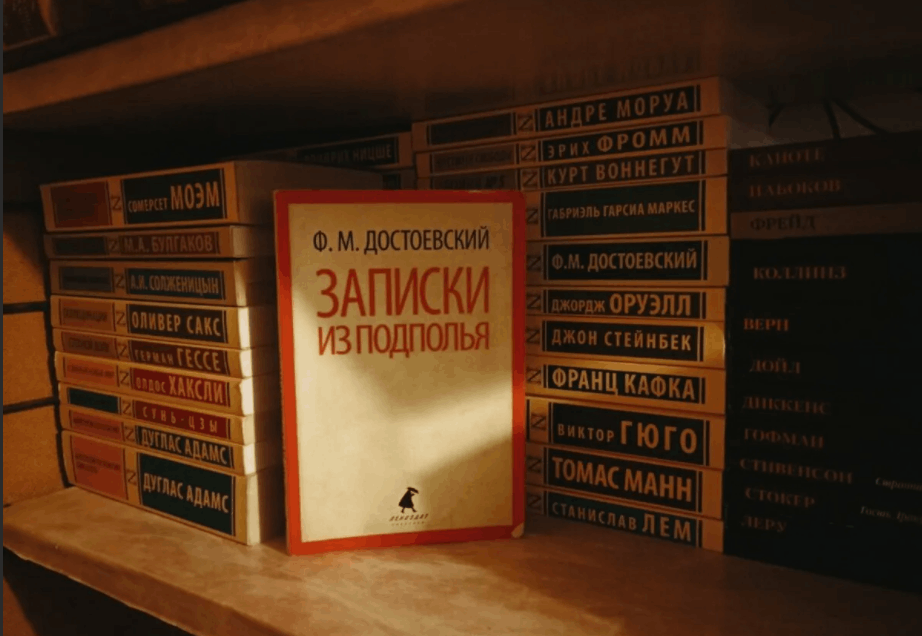 СОМЕРСЕТ МОЭМ
М.А. БУЛГАКОВ
А.И. СОЛЖЕНИЦЫН
ОЛИВЕР САКС
ГЕРМАН ГЕССЕ
ОЛДОС ХАКСЛИ
СУНЬ-ЦЗЫ
ДУГЛАС АДАМС
ДУГЛАС АДАМС
Ф. М. ДОСТОЕВСКИЙ
ЗАПИСКИ
ИЗ ПОДПОЛЬЯ
ЛЕНИЗДАТ
НИЦШЕ
АНДРЕ МОРУА
ЭРИХ ФРОММ
КУРТ ВОННЕГУТ
ГАБРИЭЛЬ ГАРСИА МАРКЕС
Ф.М. ДОСТОЕВСКИЙ
ДЖОРДЖ ОРУЭЛЛ
ДЖОН СТЕЙНБЕК
ФРАНЦ КАФКА
ВИКТОР ГЮГО
ТОМАС МАНН
СТАНИСЛАВ ЛЕМ
КАПОТЕ
НАБОКОВ
ФРЕЙД
КОЛЛИНЗ
ВЕРН
ДОЙЛ
ДИККЕНС
ГОФМАН
СТИВЕНСОН
СТОКЕР
ЛЕРУ